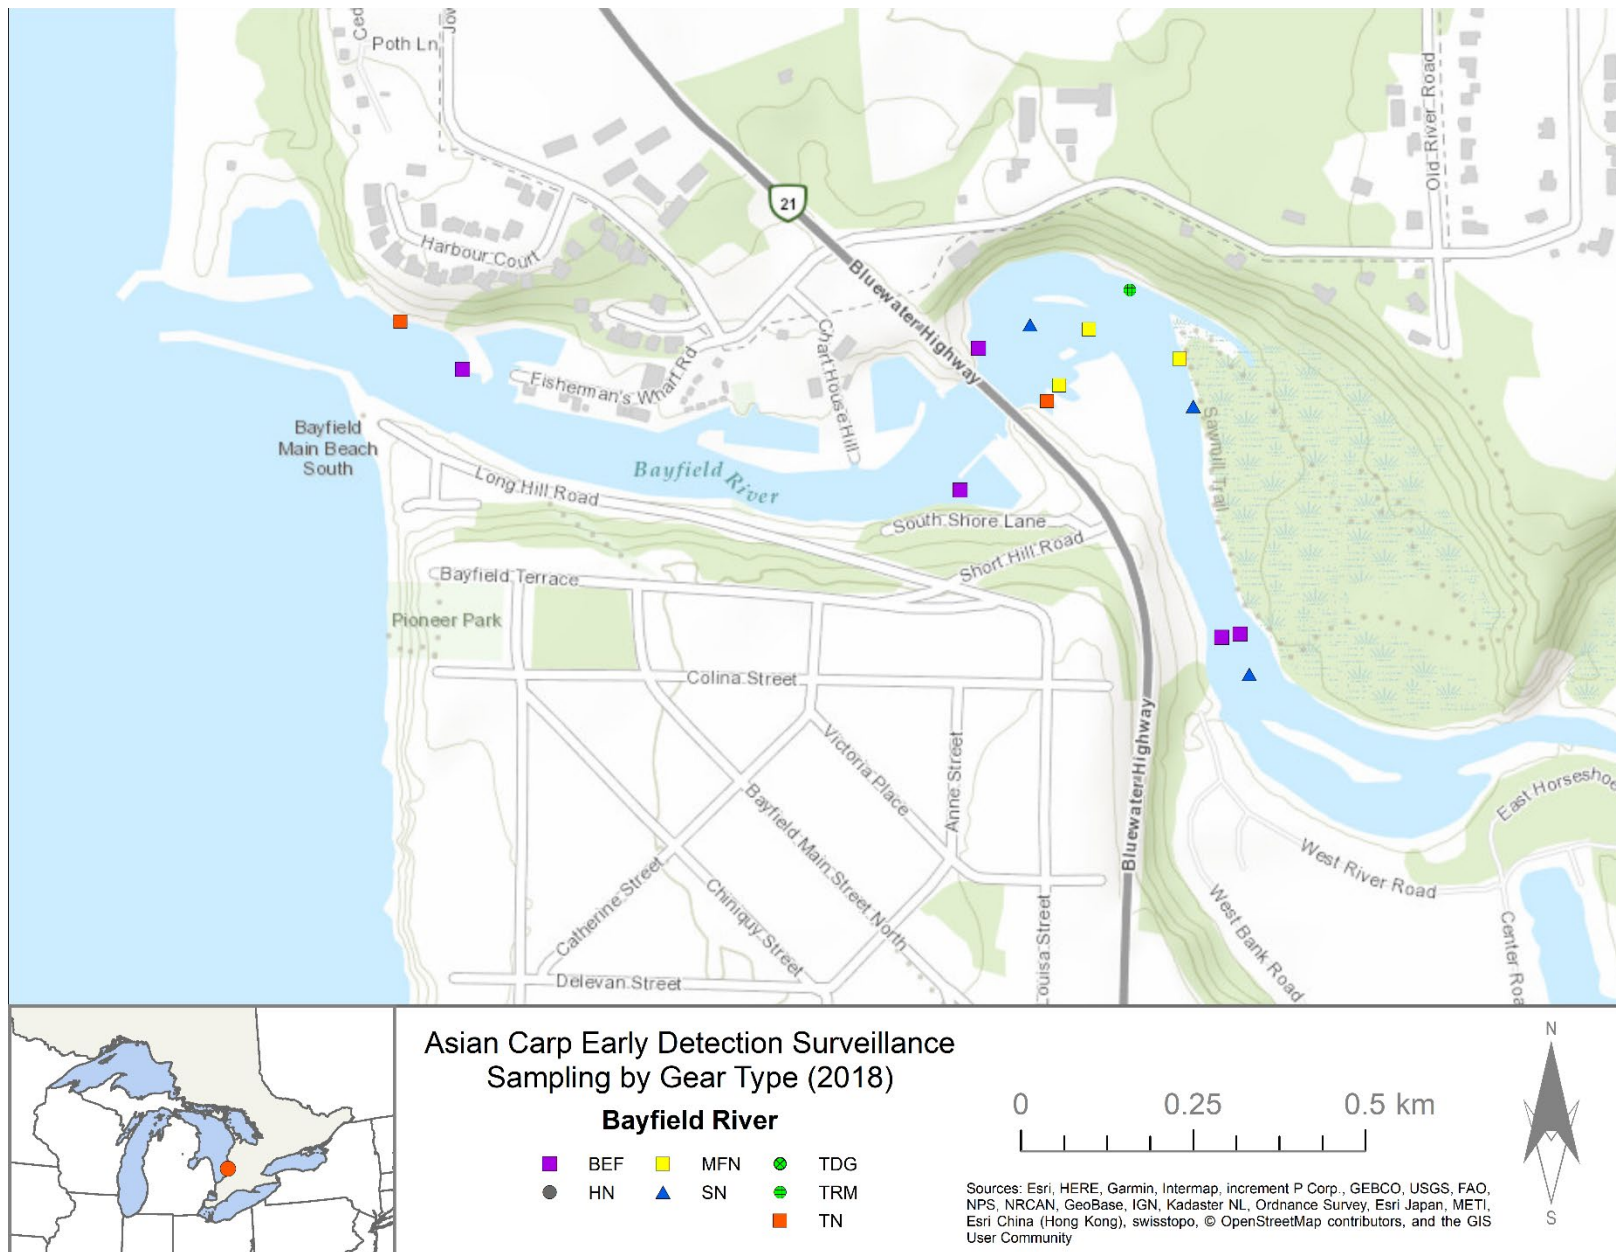 Poth Ln
Old River Road
21
Harbour Court
Bluewater Highway
Chart House Hill
Fisherman's Wharf Rd
Bayfield
Main Beach
South
Sawmill Trail
Long Hill Road
Bayfield River
South Shore Lane
Short Hill Road
Bayfield Terrace
Pioneer Park
Colina Street
Victoria Place
Anne Street
Bluewater Highway
Bayfield Main Street North
East Horseshoe
West River Road
Catherine Street
Chiniquy Street
Louisa Street
West Bank Road
Center Roa
Delevan Street
Asian Carp Early Detection Surveillance
Sampling by Gear Type (2018)
Bayfield River
BEF MFN TDG
HN SN TRM
TN
0 0.25 0.5 km
N
S
Sources: Esri, HERE, Garmin, Intermap, increment P Corp., GEBCO, USGS, FAO,
NPS, NRCAN, GeoBase, IGN, Kadaster NL, Ordnance Survey, Esri Japan, METI,
Esri China (Hong Kong), swisstopo, © OpenStreetMap contributors, and the GIS
User Community